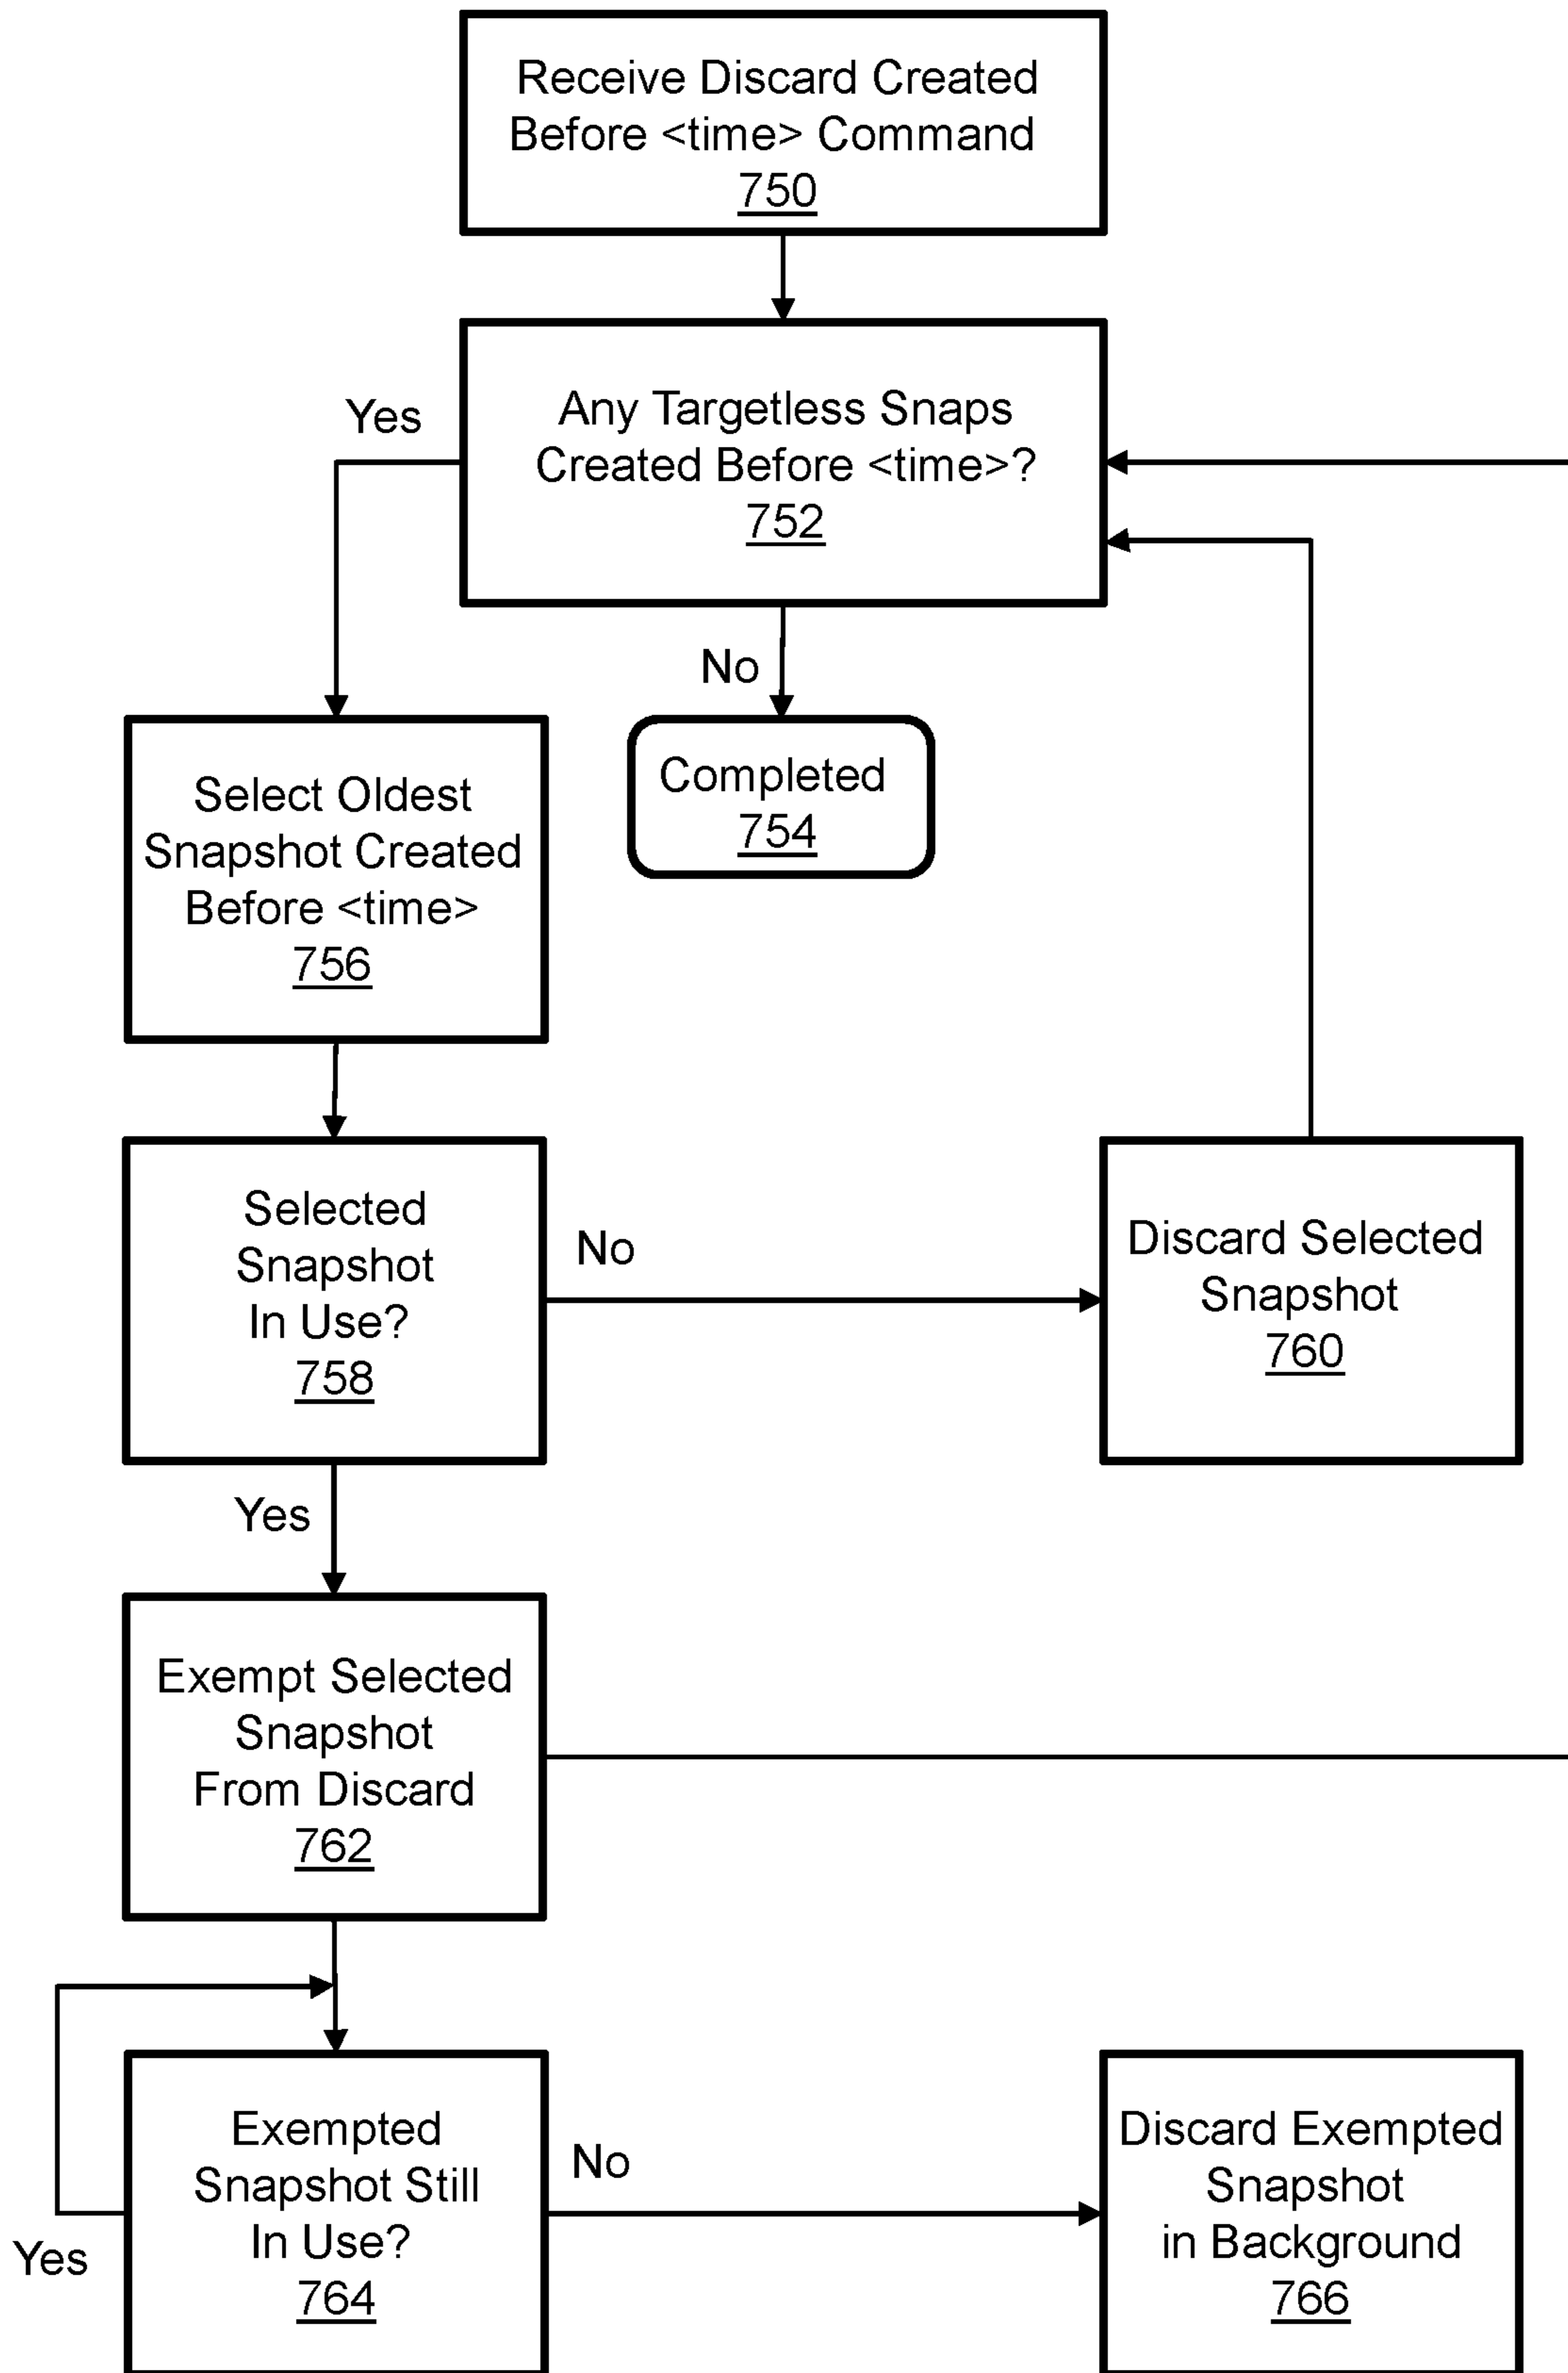 Receive Discard Created
Before <time> Command
750
Yes
Any Targetless Snaps
Created Before <time>?
752
No
Select Oldest
Snapshot Created
Before <time>
756
Completed
754
Selected
Snapshot
In Use?
758
No
Discard Selected
Snapshot
760
Yes
Exempt Selected
Snapshot
From Discard
762
Exempted
Snapshot Still
In Use?
764
Yes
No
Discard Exempted
Snapshot
in Background
766